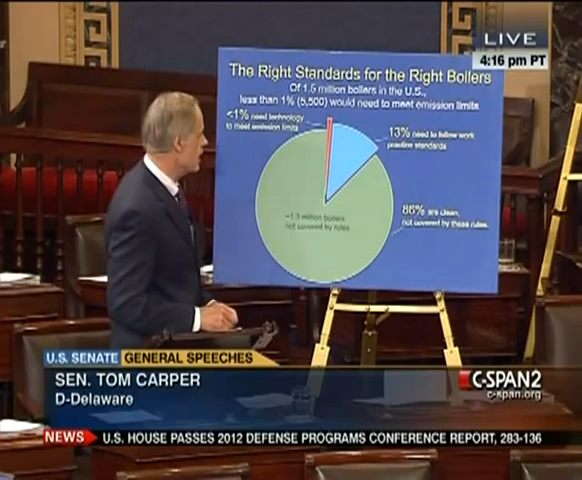 LIVE
C-SPAN2
4:16 pm PT
The Right Standards for the Right Boilers
Of 1.5 million boilers in the U.S.,
less than 1% (5,500) would need to meet emission limits
<1% need technology
to meet emission limits
13% need to follow work
practice standards
86% are clean,
not covered by these rules.
~1.3 million boilers
not covered by rules
U.S. SENATE GENERAL SPEECHES
SEN. TOM CARPER
D-Delaware
C-SPAN2
c-span.org
NEWS U.S. HOUSE PASSES 2012 DEFENSE PROGRAMS CONFERENCE REPORT, 283-136